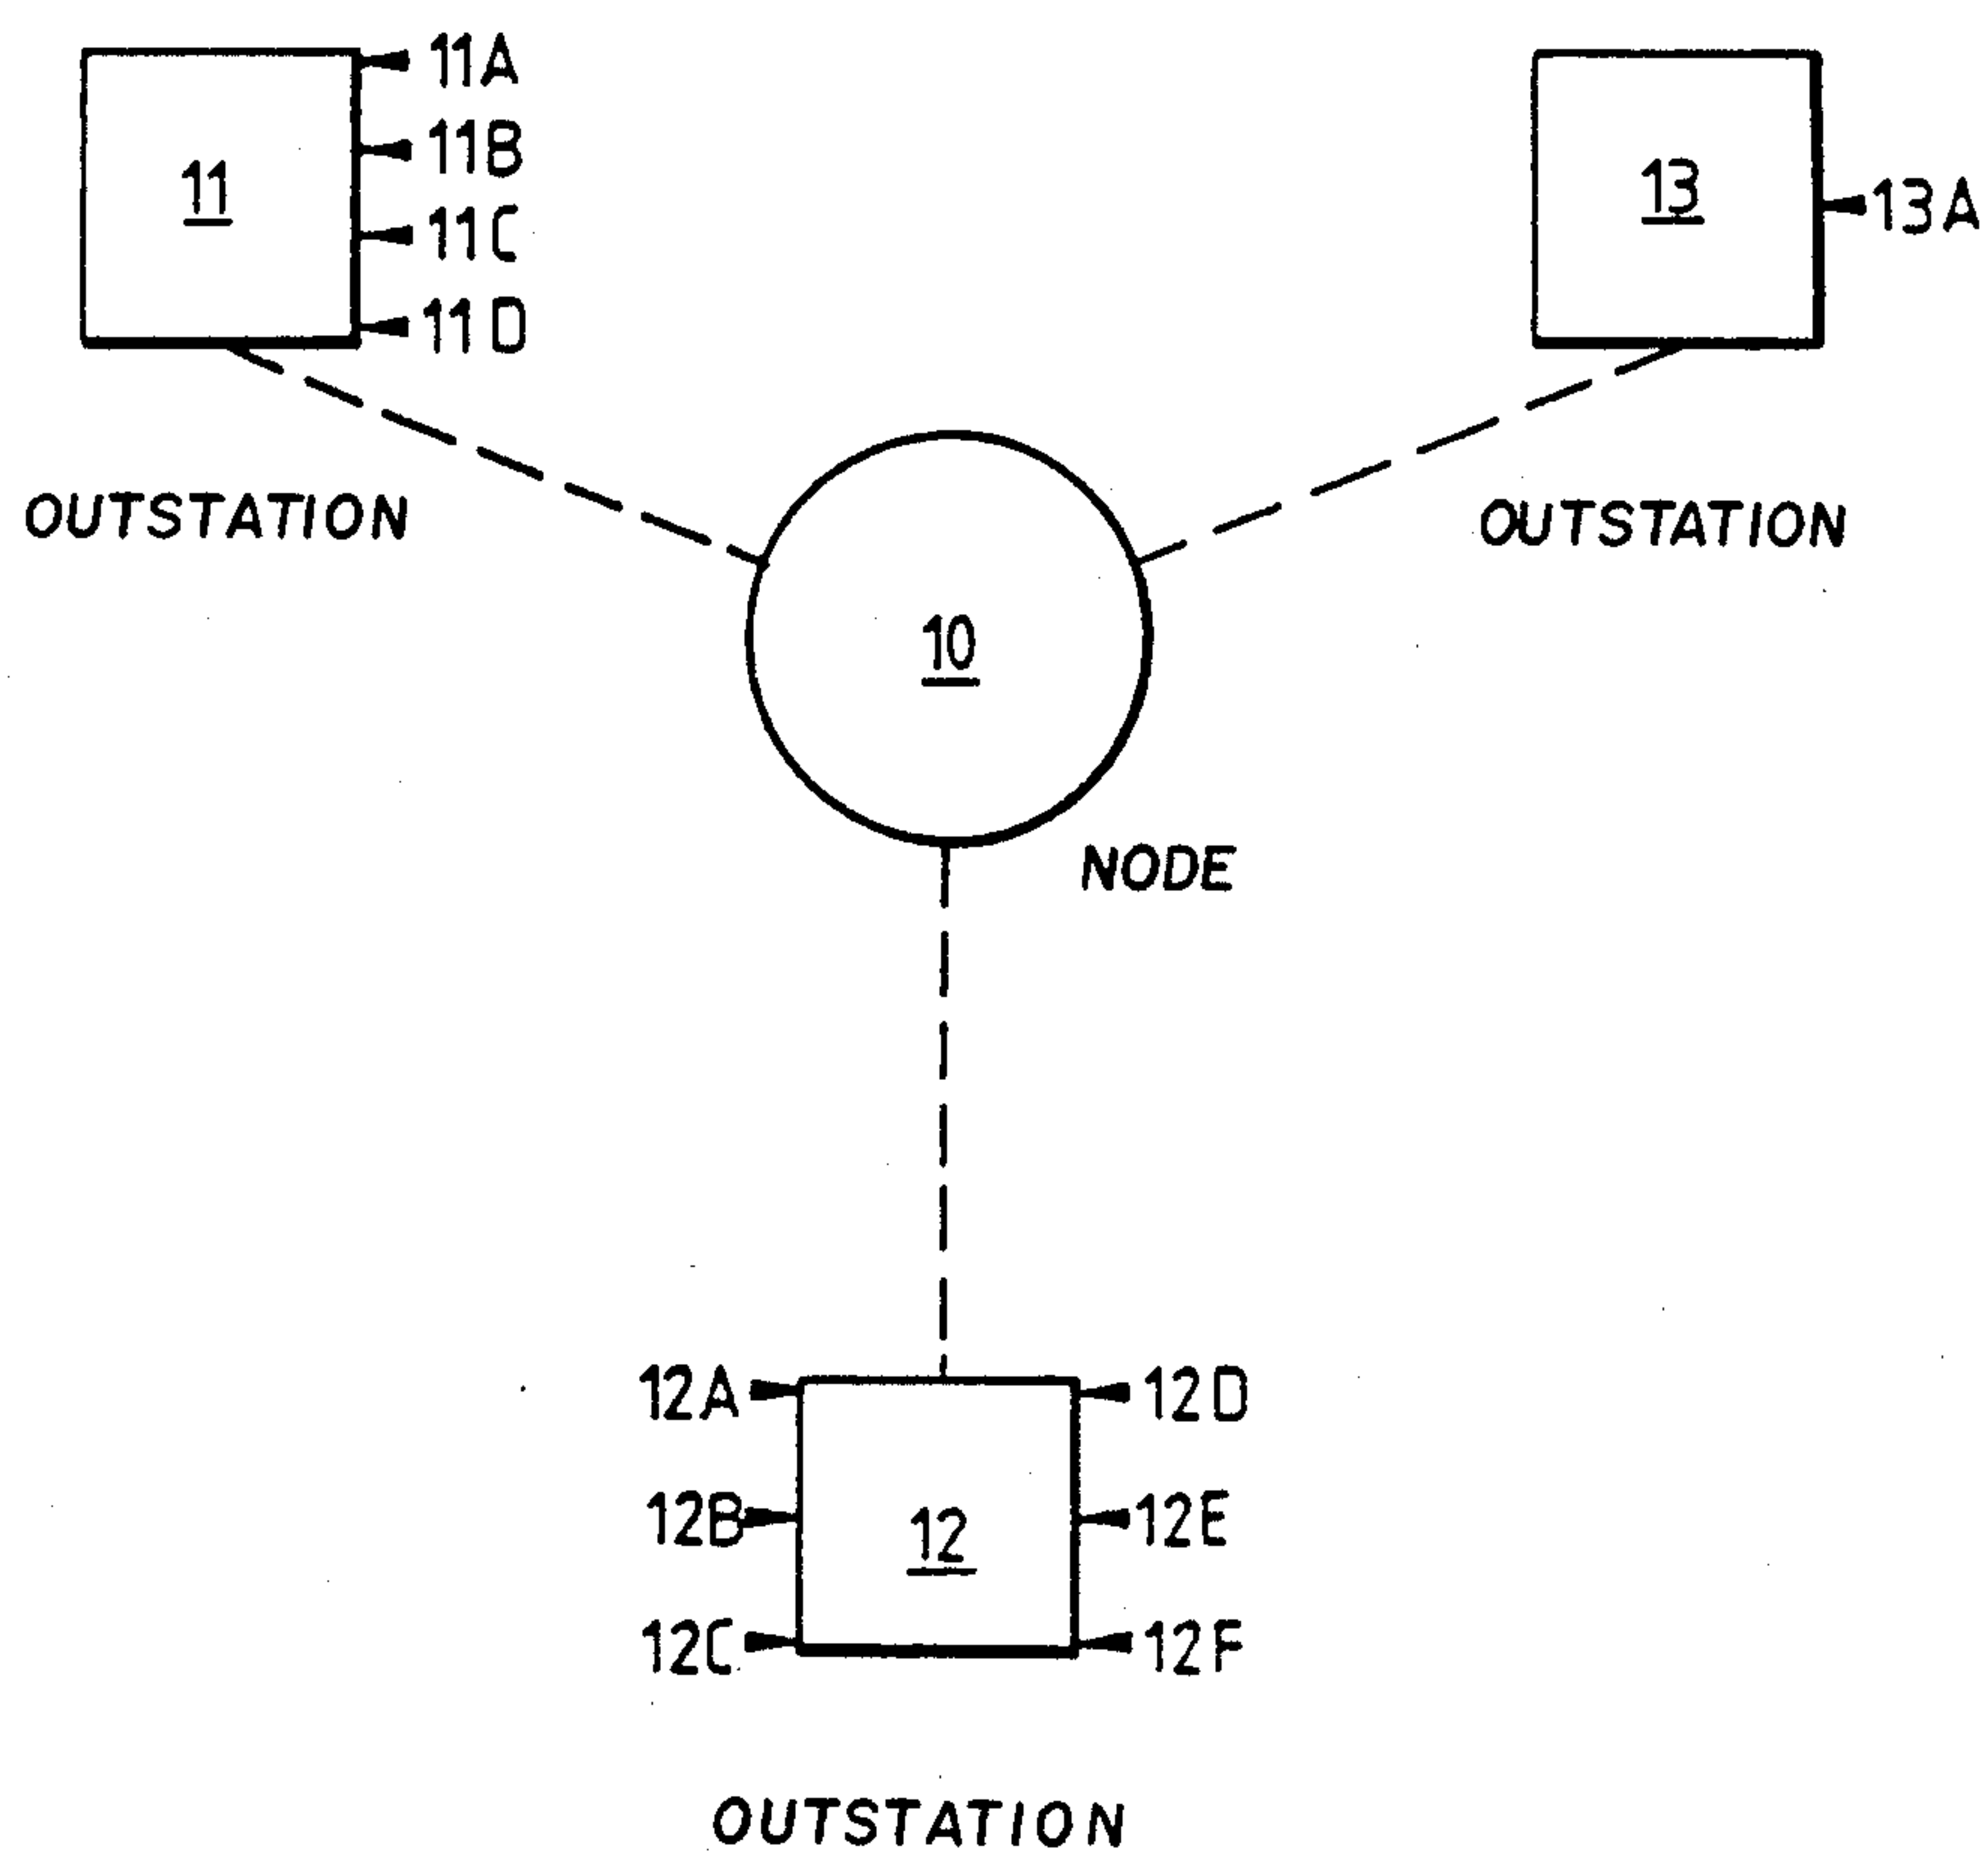 11A
11B
11
11C
11D
13
13A
OUTSTATION
OUTSTATION
10
NODE
12A
12D
12B
12
12E
12C
12F
OUTSTATION